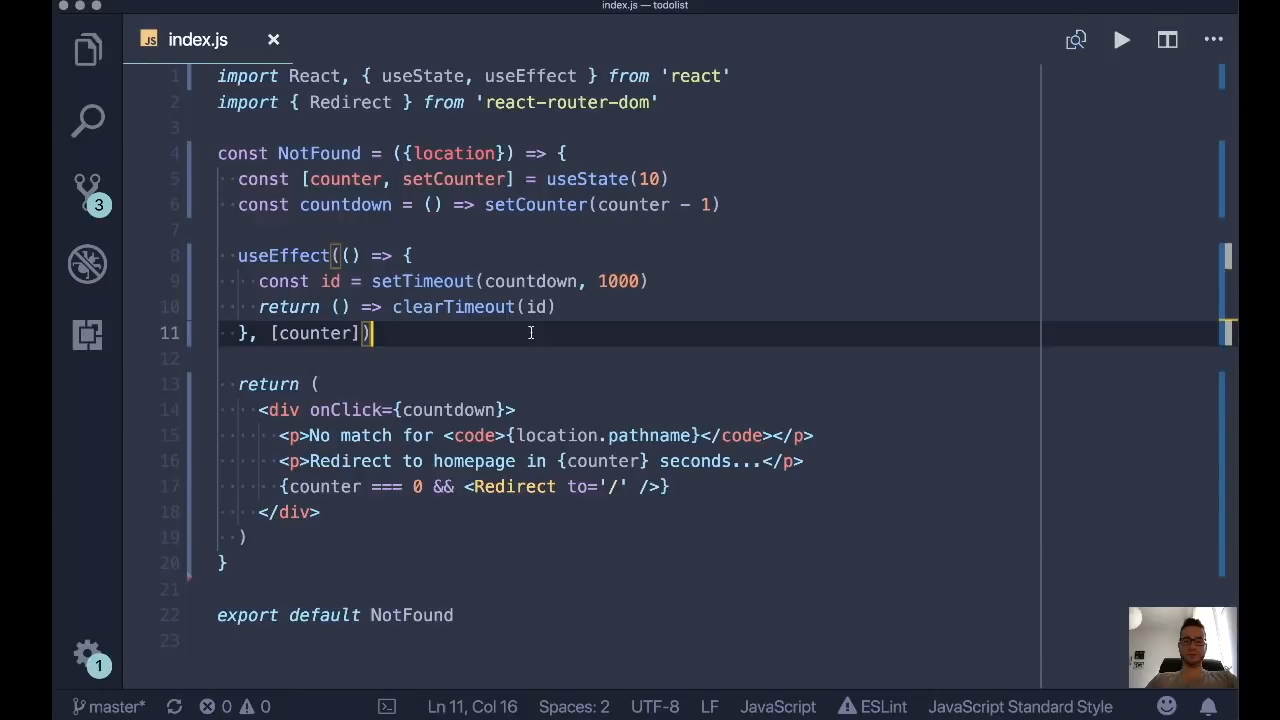 index.js — todolist
JS index.js ×
1 import React, { useState, useEffect } from 'react'
2 import { Redirect } from 'react-router-dom'
3
4 const NotFound = ({location}) => {
5 const [counter, setCounter] = useState(10)
6 const countdown = () => setCounter(counter - 1)
7
8 useEffect(() => {
9 const id = setTimeout(countdown, 1000)
10 return () => clearTimeout(id)
11 }, [counter])
12
13 return (
14 <div onClick={countdown}>
15 <p>No match for <code>{location.pathname}</code></p>
16 <p>Redirect to homepage in {counter} seconds...</p>
17 {counter === 0 && <Redirect to='/' />}
18 </div>
19 )
20 }
21
22 export default NotFound
23
3
1
master* 0 0 Ln 11, Col 16 Spaces: 2 UTF-8 LF JavaScript ESLint JavaScript Standard Style